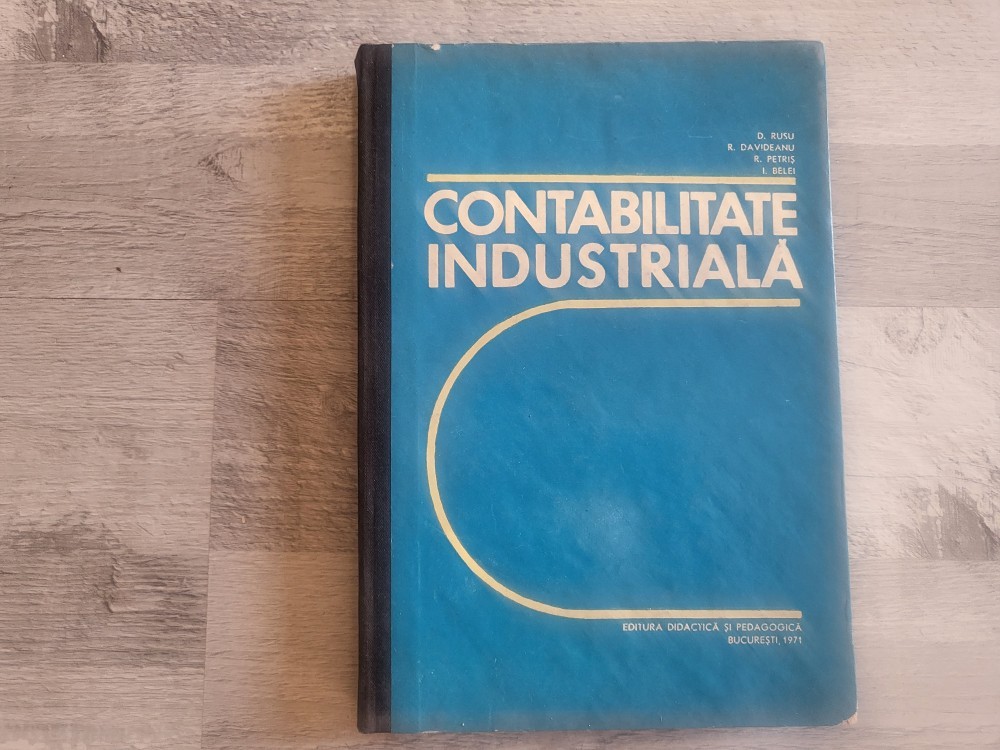 D. RUSU
R. DAVIDEANU
R. PETRIȘ
I. BELEI
CONTABILITATE
INDUSTRIALĂ
EDITURA DIDACTICĂ ȘI PEDAGOGICĂ
BUCUREȘTI, 1971